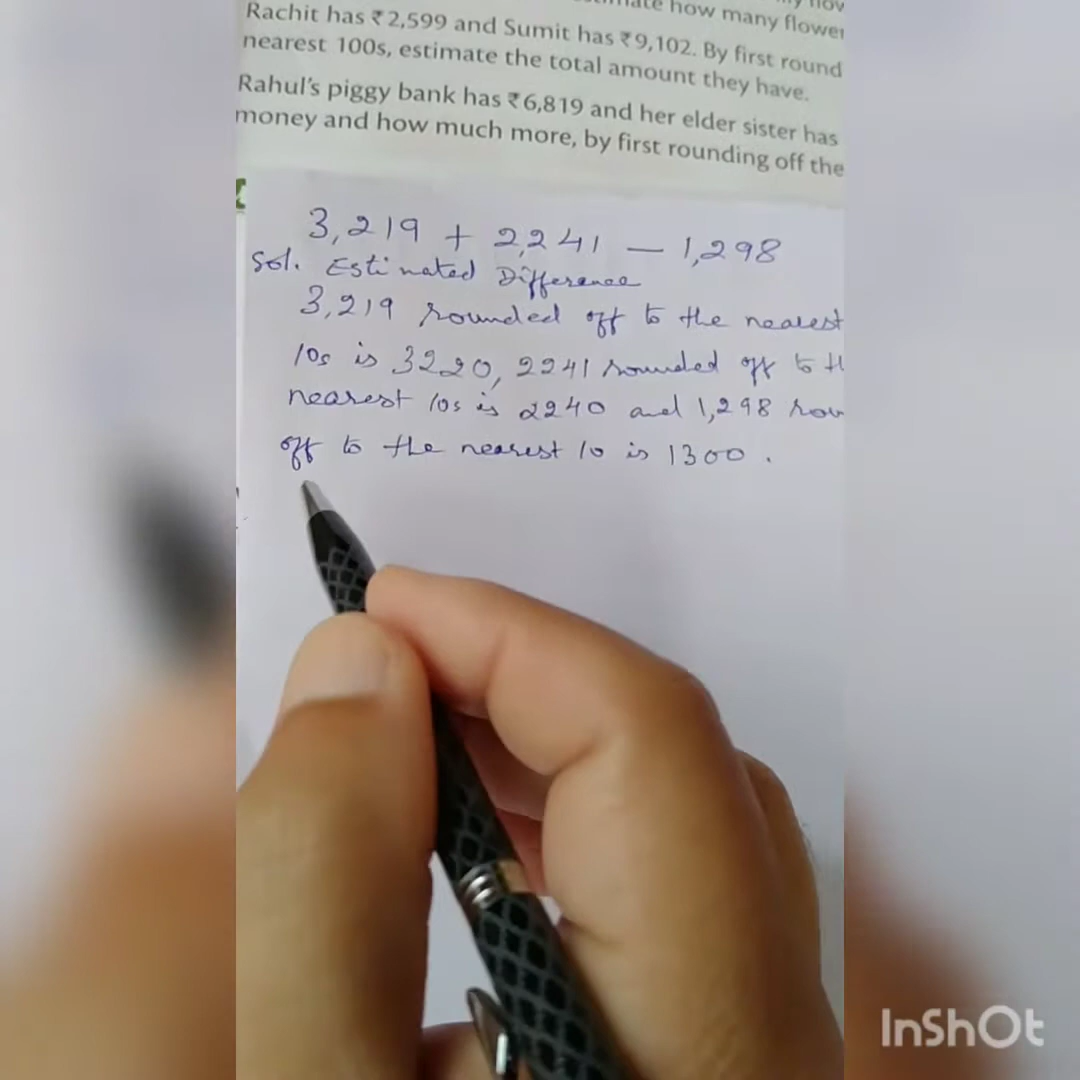 how many flower
Rachit has ₹2,599 and Sumit has ₹9,102. By first round
nearest 100s, estimate the total amount they have.
Rahul's piggy bank has ₹6,819 and her elder sister has
money and how much more, by first rounding off the
3,219 + 2,241 - 1,298
Sol. Estimated Difference
3,219 rounded off to the nearest
10s is 3220, 2241 rounded off to th
nearest 10s is 2240 and 1,298 rou
off to the nearest 10 is 1300.
InShOt